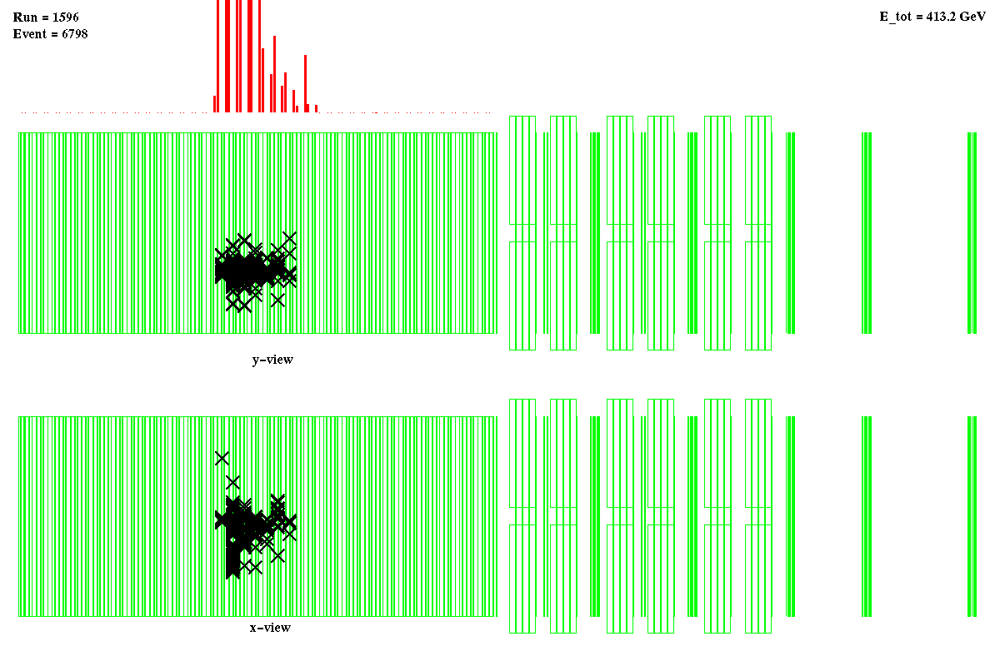 Run = 1596
Event = 6798
E_tot = 413.2 GeV
y-view
x-view